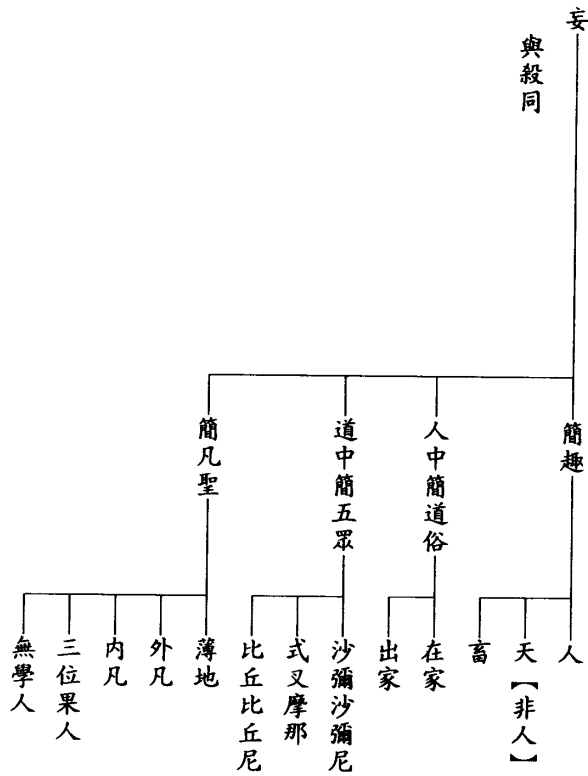 妄
與殺同
簡趣
人
天【非人】
畜
人中簡道俗
在家
出家
道中簡五眾
沙彌沙彌尼
式叉摩那
比丘比丘尼
簡凡聖
薄地
外凡
內凡
三位果人
無學人